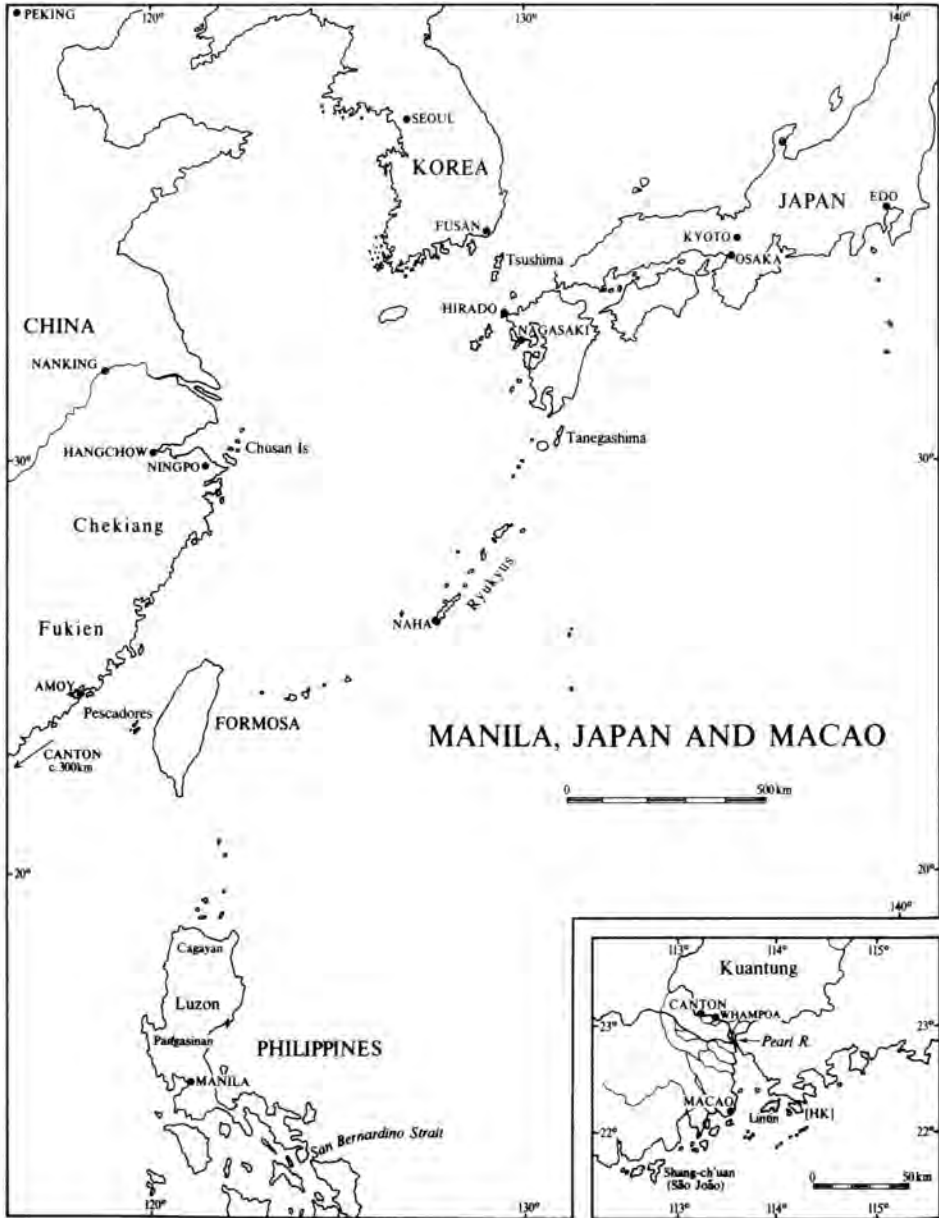 120°
130°
140°
PEKING
SEOUL
KOREA
JAPAN
EDO
FUSAN
KYOTO
OSAKA
Tsushima
HIRADO
NAGASAKI
CHINA
NANKING
Tanegashima
HANGCHOW
Chusan Is
30°
NINGPO
30°
Chekiang
Ryukyus
Fukien
NAHA
AMOY
Pescadores
FORMOSA
CANTON
c.300km
MANILA, JAPAN AND MACAO
0
500km
20°
20°
140°
Cagayan
Luzon
Pangasinan
PHILIPPINES
MANILA
San Bernardino Strait
120°
130°
113°
114°
115°
Kuantung
CANTON
WHAMPOA
23°
23°
Pearl R.
MACAO
Lintin
[HK]
22°
22°
Shang-ch'uan
(São João)
0
50km
113°
114°
115°